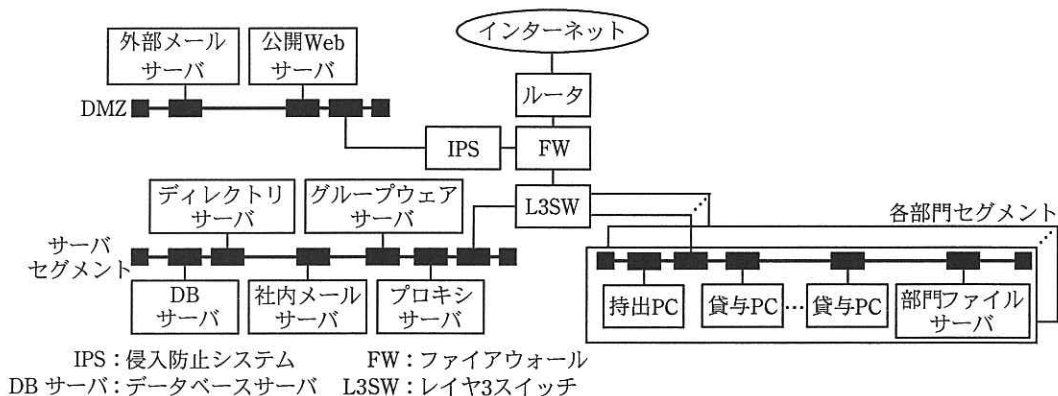 インターネット
外部メール
サーバ
公開Web
サーバ
ルータ
DMZ
IPS
FW
ディレクトリ
サーバ
グループウェア
サーバ
L3SW
各部門セグメント
サーバ
セグメント
DB
サーバ
社内メール
サーバ
プロキシ
サーバ
持出PC
貸与PC
…
貸与PC
部門ファイル
サーバ
IPS:侵入防止システム
FW:ファイアウォール
DB サーバ:データベースサーバ
L3SW:レイヤ3スイッチ